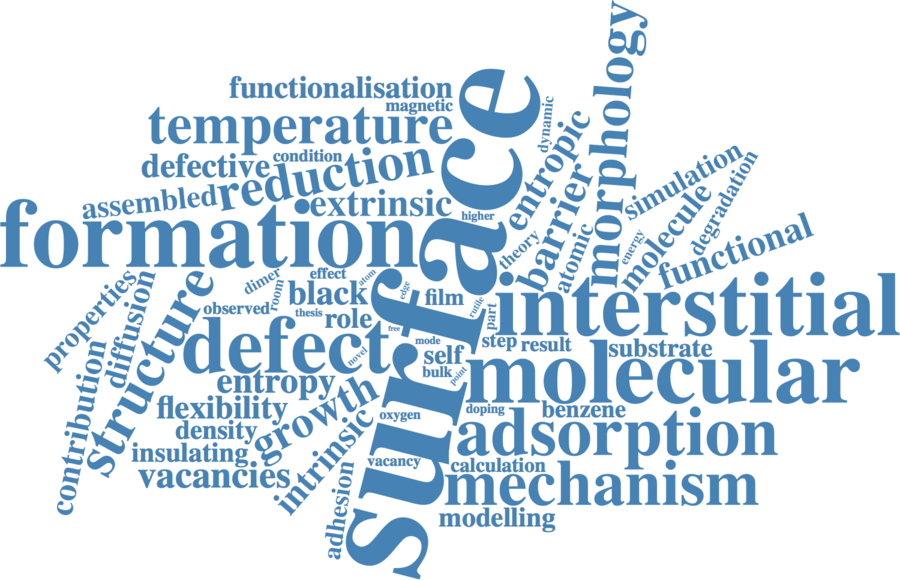 functionalisation
magnetic
temperature
surface
dynamic
morphology
defective
condition
reduction
entropic
barrier
simulation
assembled
extrinsic
higher
theory
atomic
energy
molecule
degradation
formation
functional
properties
diffusion
structure
dimer
room
effect
atom
black
edge
film
rutile
part
interstitial
observed
thesis
role
free
defect
novel
mode
self
bulk
point
step
result
substrate
molecular
contribution
entropy
flexibility
growth
oxygen
doping
benzene
density
adsorption
insulating
vacancies
intrinsic
vacancy
calculation
mechanism
adhesion
modelling